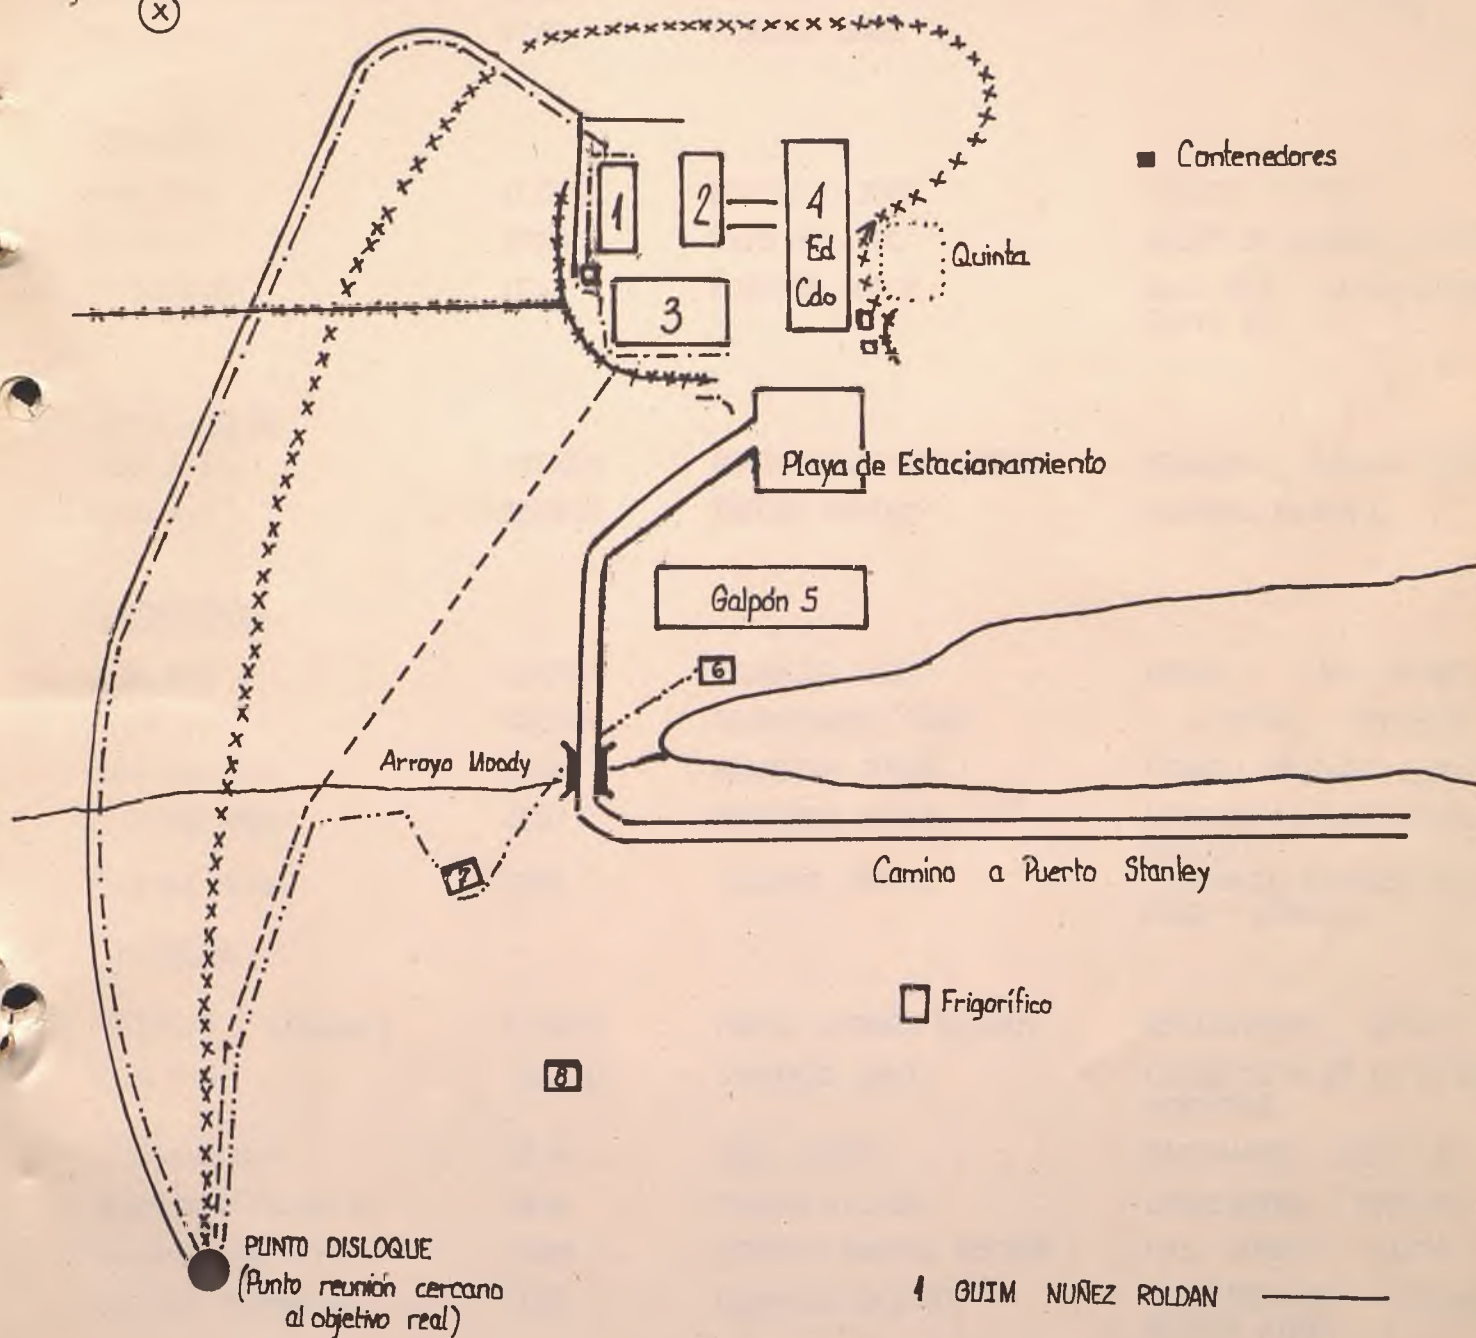 X
Contenedores
1
2
4
Ed
Cdo
Quinta
3
Playa de Estacionamiento
Galpón 5
6
Arroyo Moody
7
Camino a Puerto Stanley
Frigorífico
8
PUNTO DISLOQUE
(Punto reunión cercano
al objetivo real)
1 GUIM NUÑEZ ROLDAN